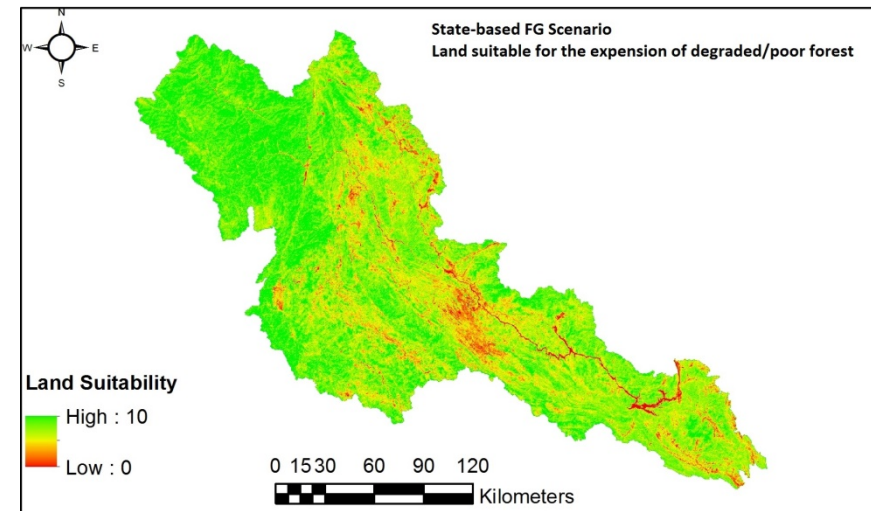 N
W E
S
State-based FG Scenario
Land suitable for the expension of degraded/poor forest
Land Suitability
High : 10
Low : 0
0 15 30 60 90 120
Kilometers